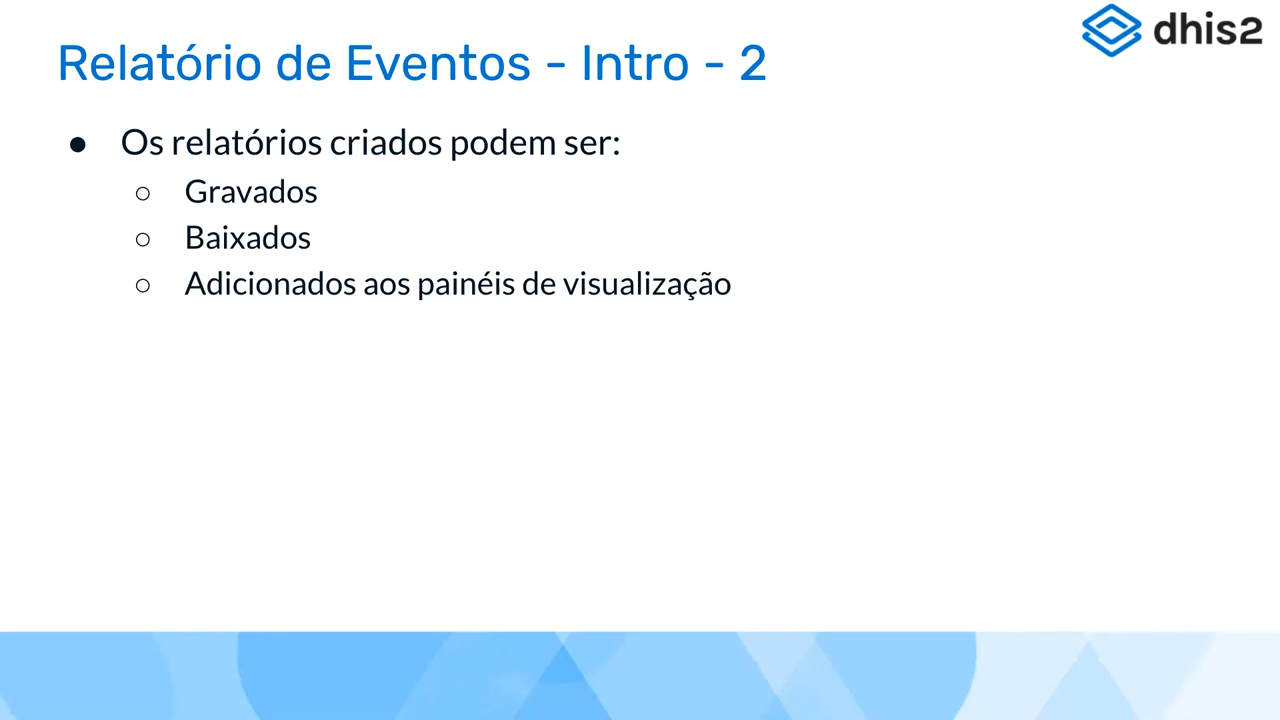 dhis2
Relatório de Eventos - Intro - 2
● Os relatórios criados podem ser:
○ Gravados
○ Baixados
○ Adicionados aos painéis de visualização